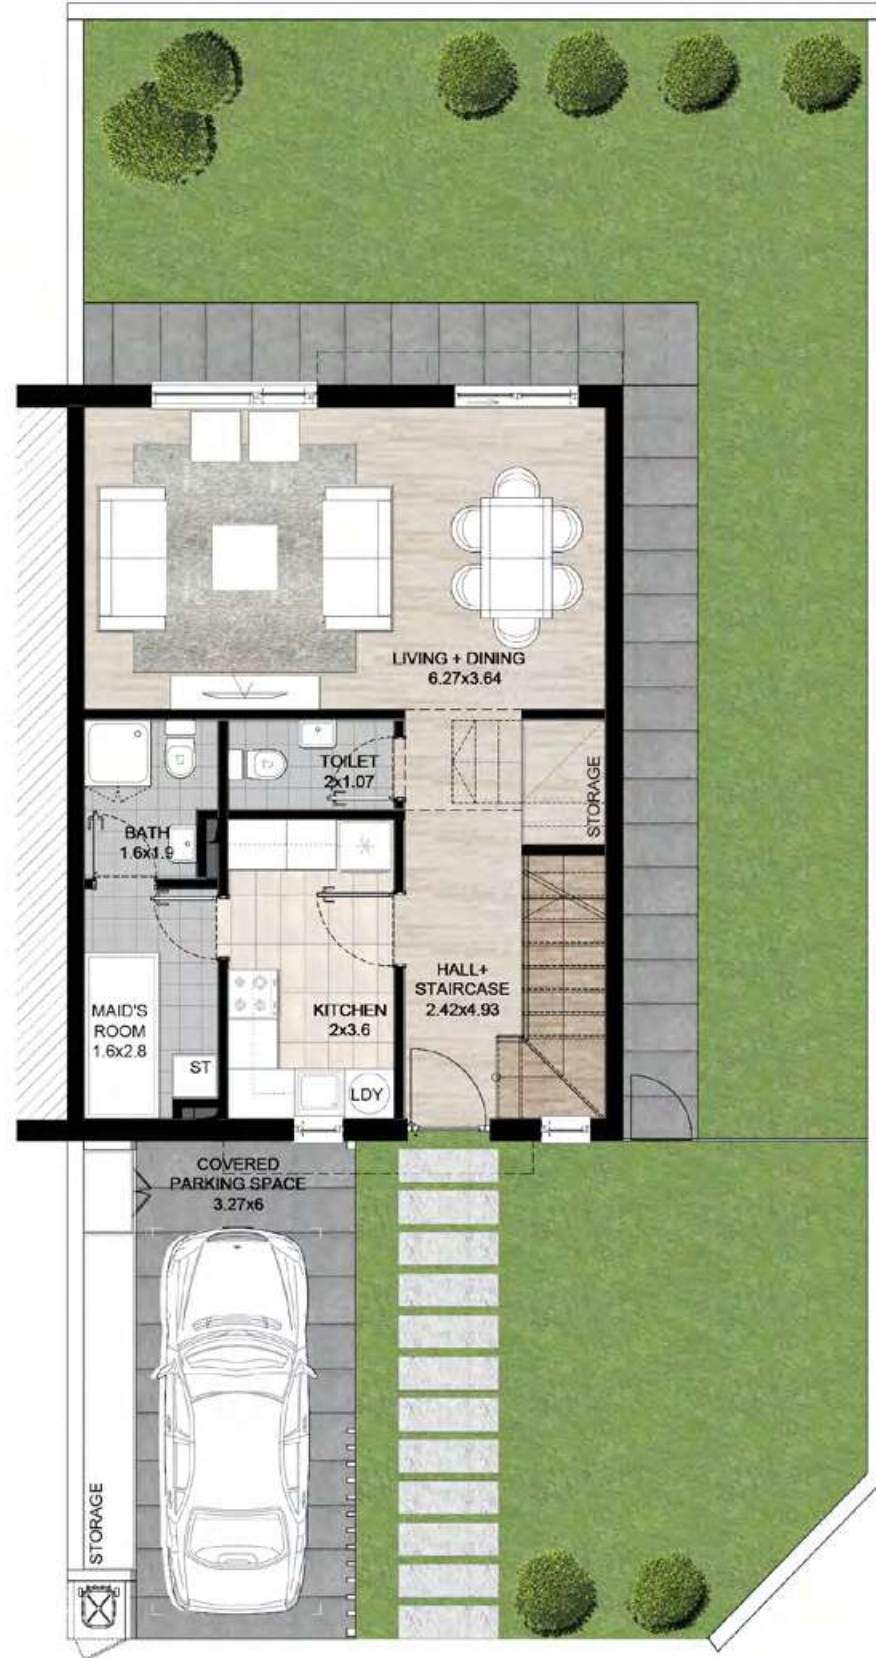 LIVING + DINING
6.27x3.64
TOILET
2x1.07
STORAGE
BATH
1.6x1.9
HALL+
STAIRCASE
2.42x4.93
KITCHEN
2x3.6
MAID'S
ROOM
1.6x2.8
ST
LDY
COVERED
PARKING SPACE
3.27x6
STORAGE